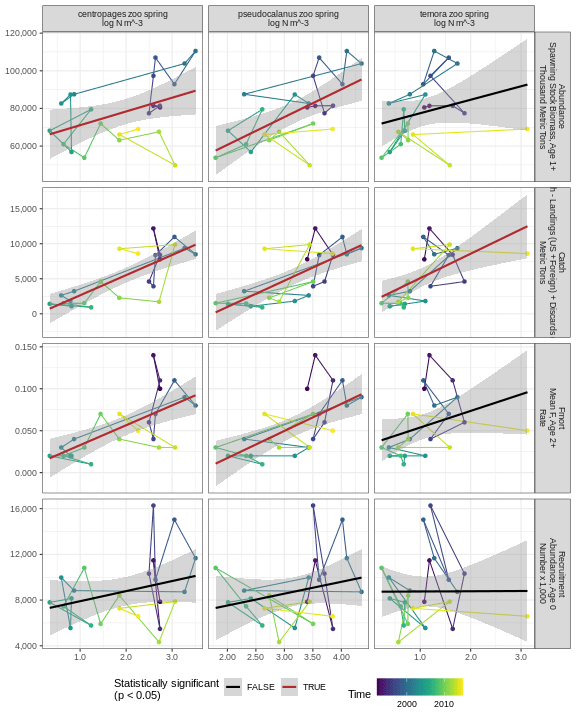 centropages zoo spring
log N m^-3
pseudocalanus zoo spring
log N m^-3
temora zoo spring
log N m^-3
120,000
100,000
80,000
60,000
Abundance
Spawning Stock Biomass, Age 1+
Thousand Metric Tons
15,000
10,000
5,000
0
Catch
h - Landings (US +Foreign) + Discards
Metric Tons
0.150
0.100
0.050
0.000
Fmort
Mean F, Age 2+
Rate
16,000
12,000
8,000
4,000
Recruitment
Abundance, Age 0
Number x 1,000
1.0
2.0
3.0
2.00
2.50
3.00
3.50
4.00
1.0
2.0
3.0
Statistically significant
(p < 0.05)
FALSE
TRUE
Time
2000
2010